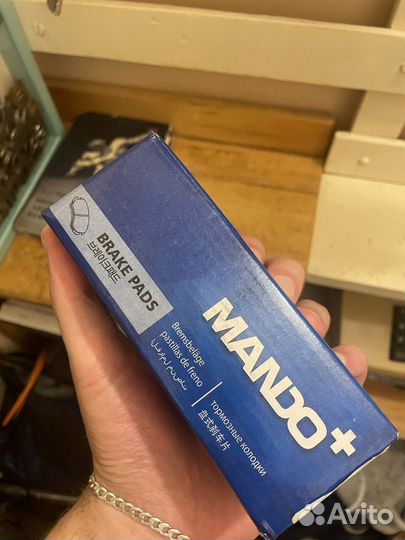 BRAKE PADS
브레이크패드
MANDO+
Bremsbeläge
pastillas de freno
тормозные колодки
盘式刹车片
Avito